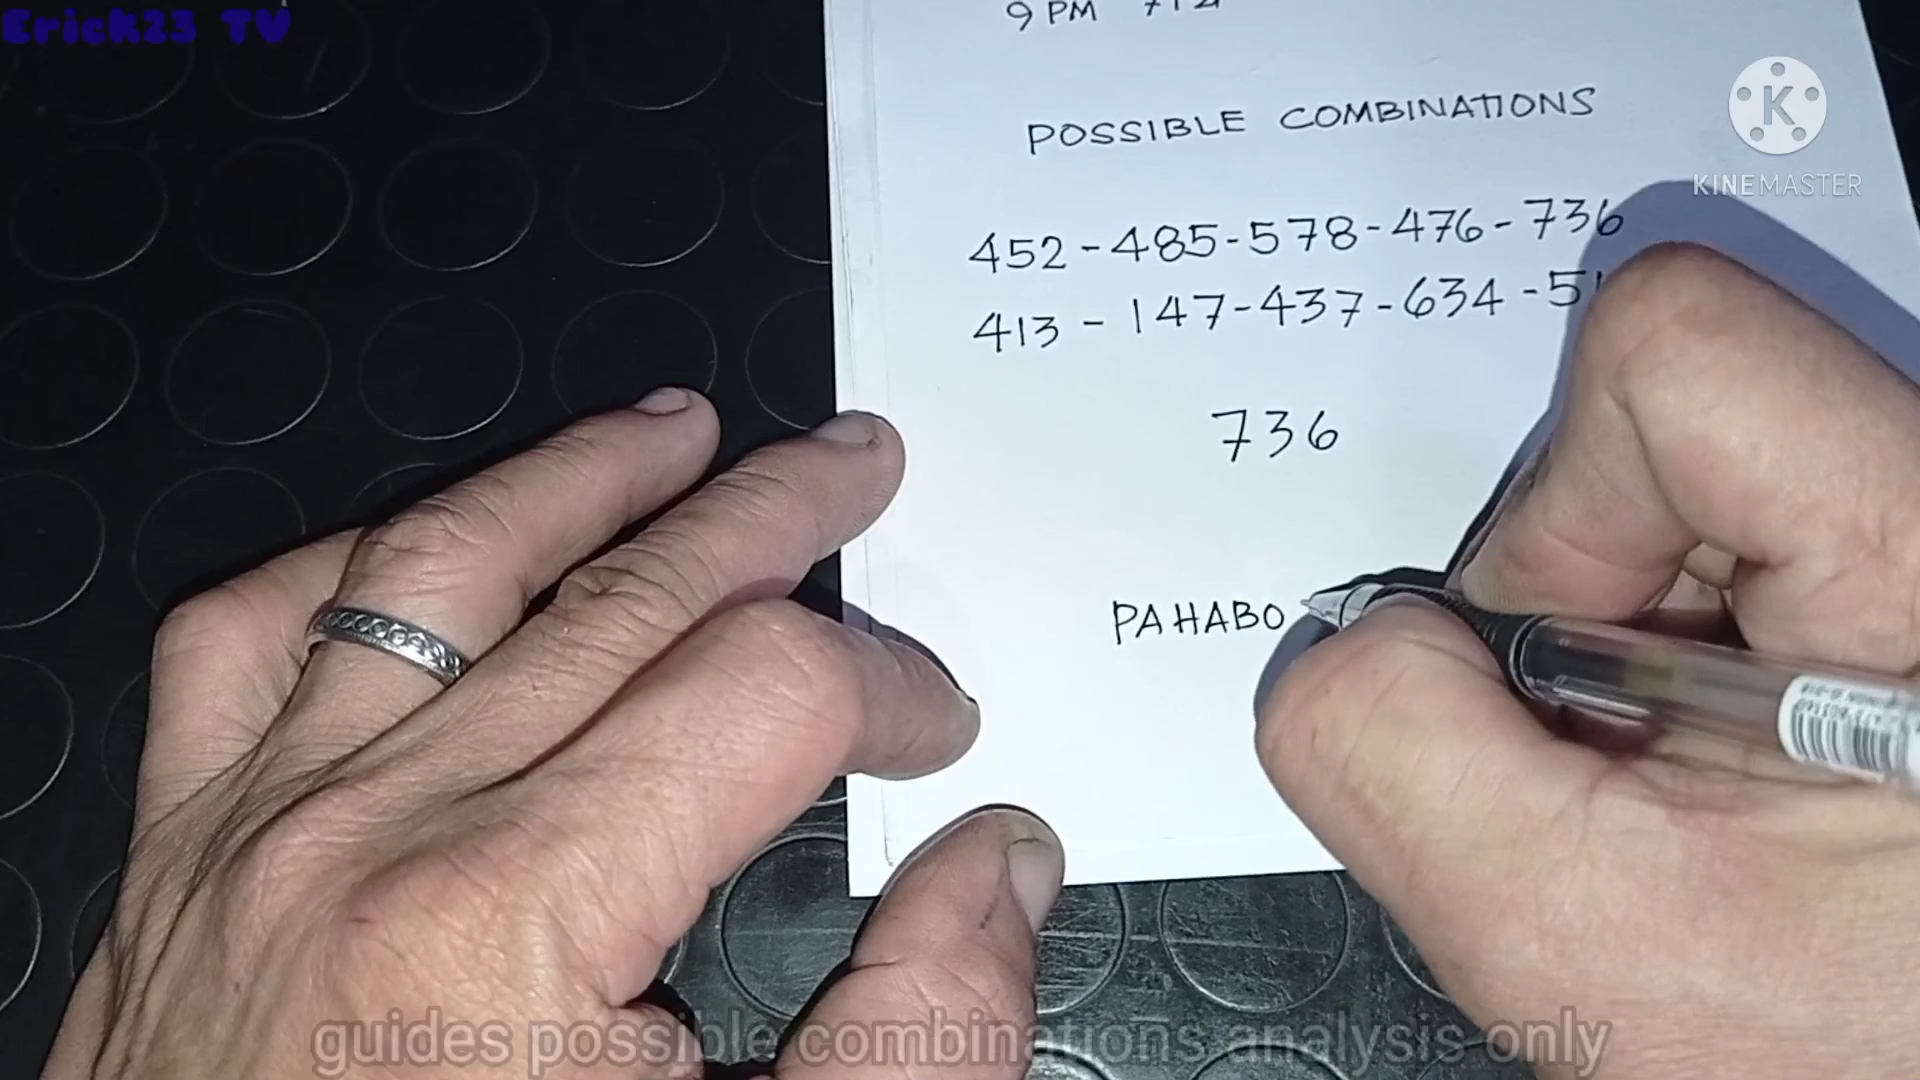 Erick23 TV
9 PM
K
KINEMASTER
POSSIBLE COMBINATIONS
452-485-578-476-736
413-147-437-634-51
736
PAHABO
guides possible combinations analysis only